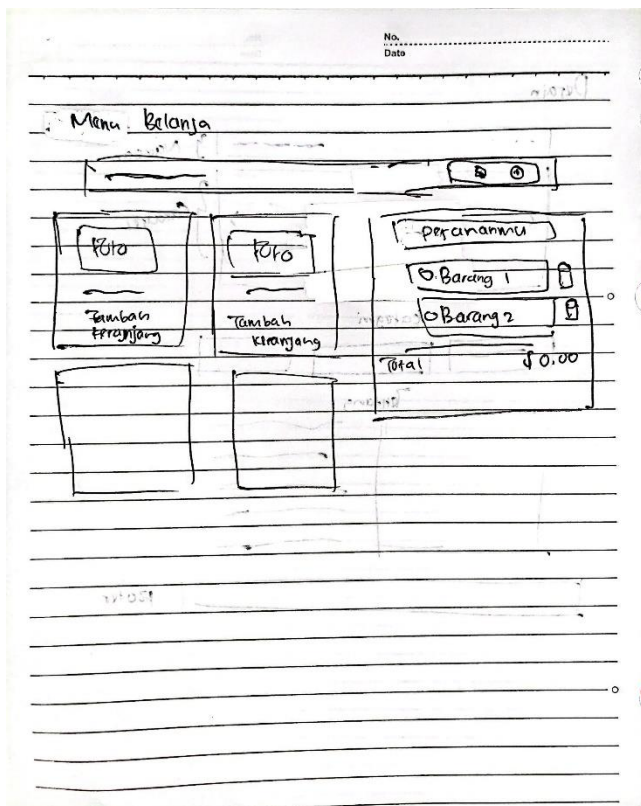 No.
Date
Menu Belanja
Foto
Tambah
keranjang
Foto
Tambah
keranjang
pesananmu
Barang 1
Barang 2
Total $ 0.00